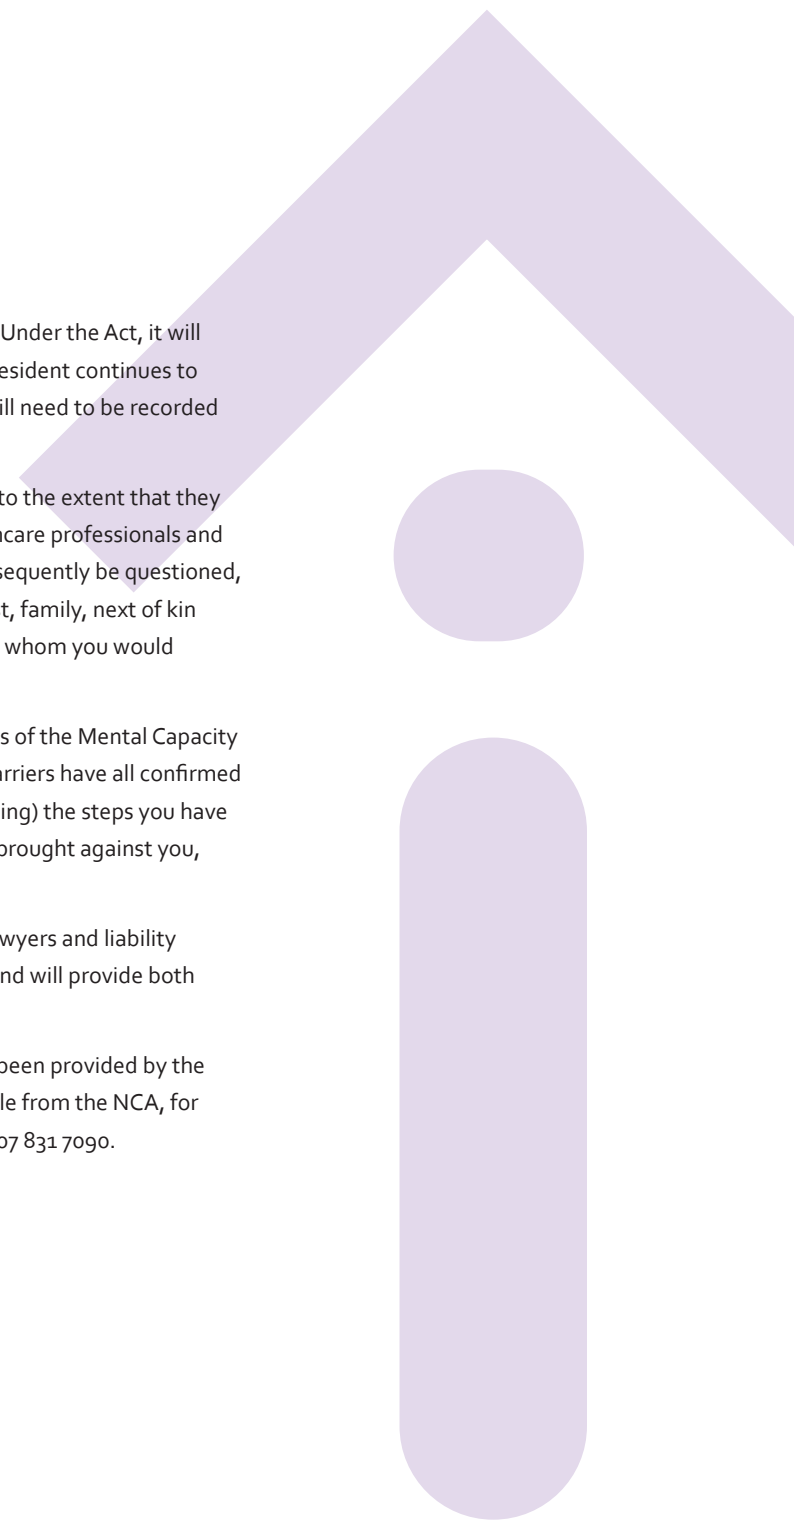 Under the Act, it will
esident continues to
ill need to be recorded
to the extent that they
care professionals and
sequently be questioned,
t, family, next of kin
whom you would
s of the Mental Capacity
arriers have all confirmed
ing) the steps you have
brought against you,
wyers and liability
nd will provide both
been provided by the
le from the NCA, for
07 831 7090.